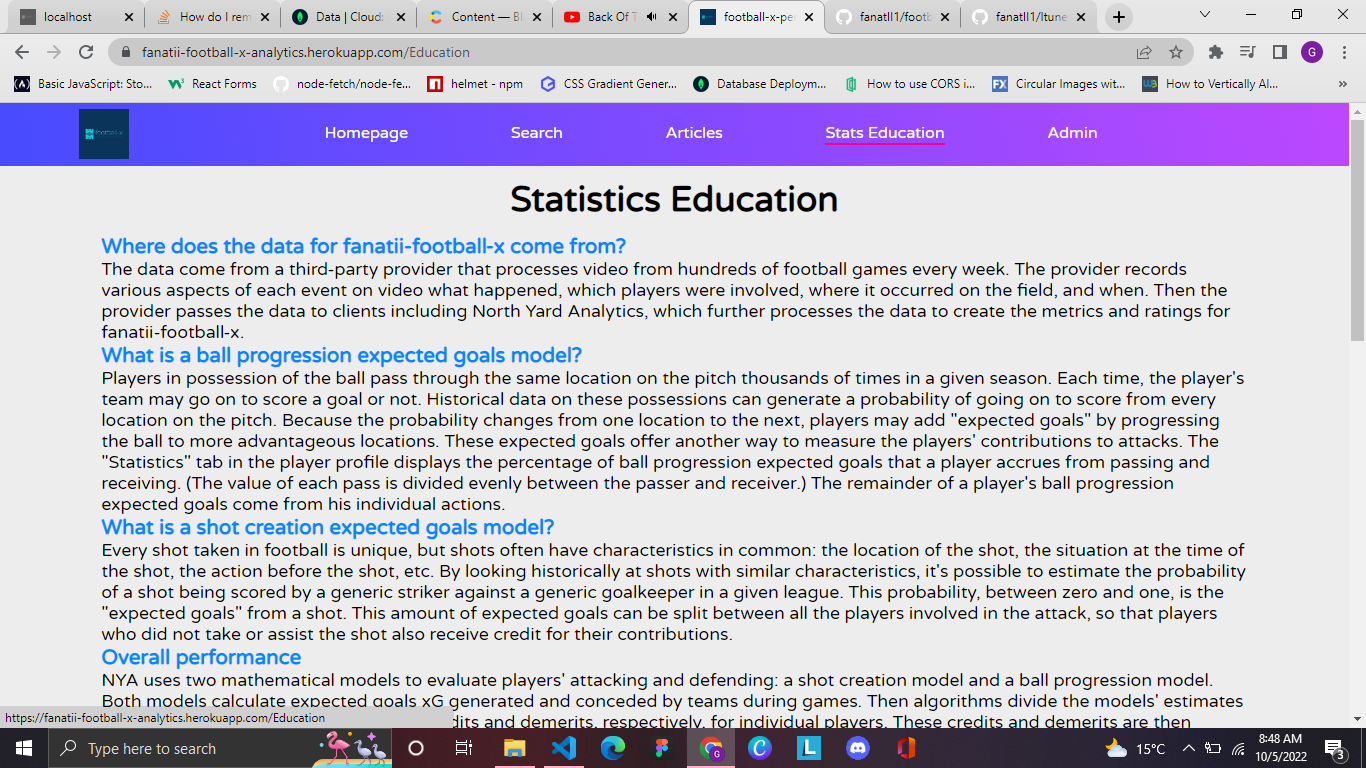 localhost
How do I rem
Data | Cloud:
Content — Bl
Back Of T
football-x-per
fanatII1/footb
fanatII1/Itune
fanatii-football-x-analytics.herokuapp.com/Education
G
Basic JavaScript: Sto...
React Forms
node-fetch/node-fe...
helmet - npm
CSS Gradient Gener...
Database Deploym...
How to use CORS i...
FX
Circular Images wit...
How to Vertically Al...
»
Homepage
Search
Articles
Stats Education
Admin
Statistics Education
Where does the data for fanatii-football-x come from?
The data come from a third-party provider that processes video from hundreds of football games every week. The provider records
various aspects of each event on video what happened, which players were involved, where it occurred on the field, and when. Then the
provider passes the data to clients including North Yard Analytics, which further processes the data to create the metrics and ratings for
fanatii-football-x.
What is a ball progression expected goals model?
Players in possession of the ball pass through the same location on the pitch thousands of times in a given season. Each time, the player's
team may go on to score a goal or not. Historical data on these possessions can generate a probability of going on to score from every
location on the pitch. Because the probability changes from one location to the next, players may add "expected goals" by progressing
the ball to more advantageous locations. These expected goals offer another way to measure the players' contributions to attacks. The
"Statistics" tab in the player profile displays the percentage of ball progression expected goals that a player accrues from passing and
receiving. (The value of each pass is divided evenly between the passer and receiver.) The remainder of a player's ball progression
expected goals come from his individual actions.
What is a shot creation expected goals model?
Every shot taken in football is unique, but shots often have characteristics in common: the location of the shot, the situation at the time of
the shot, the action before the shot, etc. By looking historically at shots with similar characteristics, it's possible to estimate the probability
of a shot being scored by a generic striker against a generic goalkeeper in a given league. This probability, between zero and one, is the
"expected goals" from a shot. This amount of expected goals can be split between all the players involved in the attack, so that players
who did not take or assist the shot also receive credit for their contributions.
Overall performance
NYA uses two mathematical models to evaluate players' attacking and defending: a shot creation model and a ball progression model.
Both models calculate expected goals xG generated and conceded by teams during games. Then algorithms divide the models' estimates
https://fanatii-football-x-analytics.herokuapp.com/Education
dits and demerits, respectively, for individual players. These credits and demerits are then
Type here to search
15°C
8:48 AM
10/5/2022
3